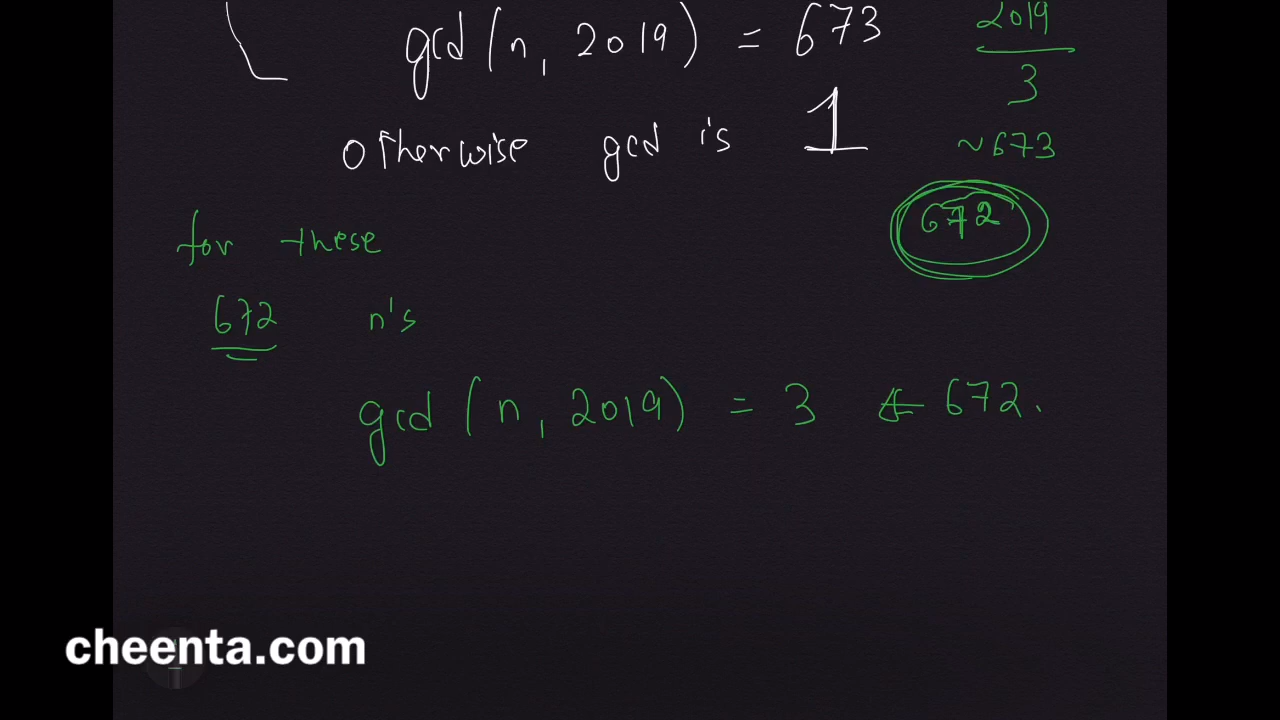 gcd (n, 2019) = 673
otherwise gcd is 1
2019
3
~673
672
for these
672 n's
gcd (n, 2019) = 3 ← 672.
cheenta.com